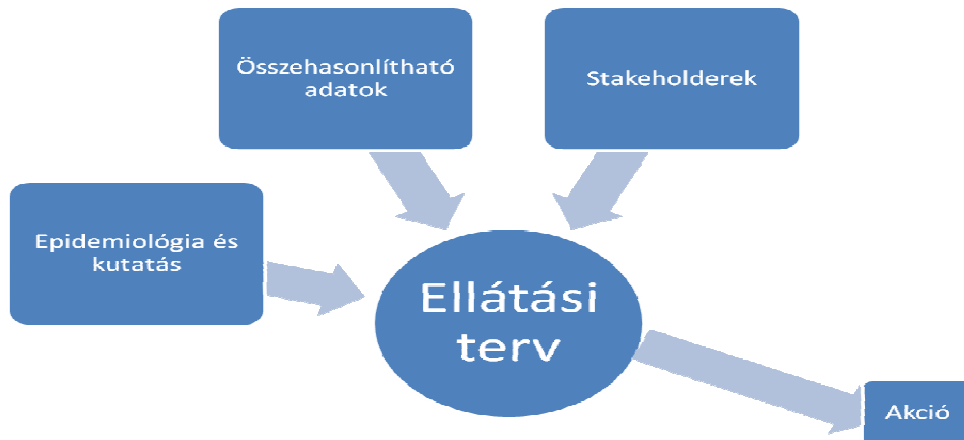 Összehasonlítható
adatok
Stakeholderek
Epidemiológia és
kutatás
Ellátási
terv
Akció